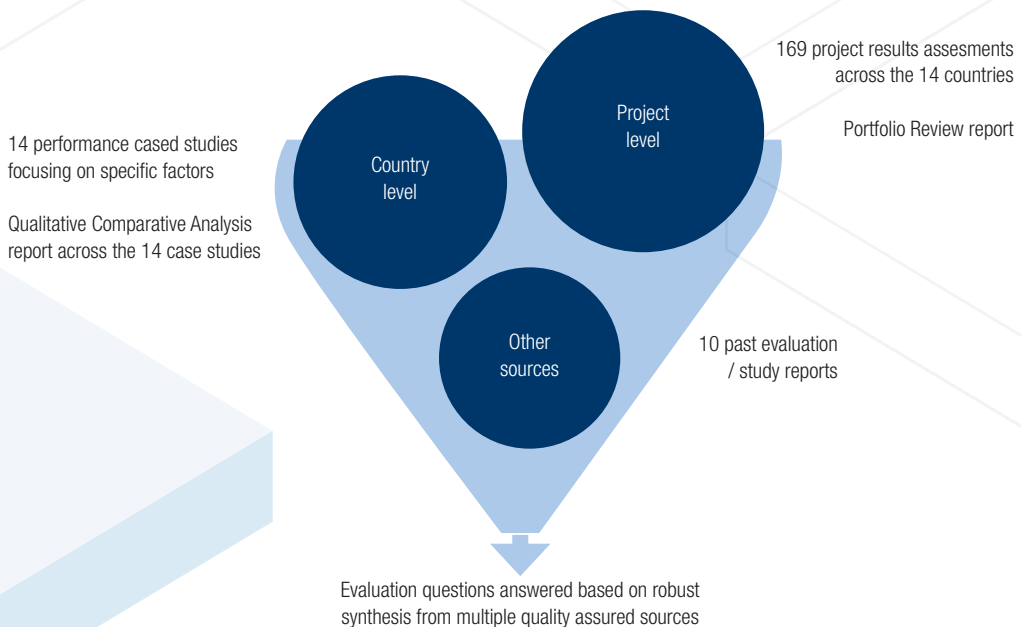 14 performance cased studies
focusing on specific factors
Qualitative Comparative Analysis
report across the 14 case studies
Country
level
Project
level
169 project results assesments
across the 14 countries
Portfolio Review report
Other
sources
10 past evaluation
/ study reports
Evaluation questions answered based on robust
synthesis from multiple quality assured sources